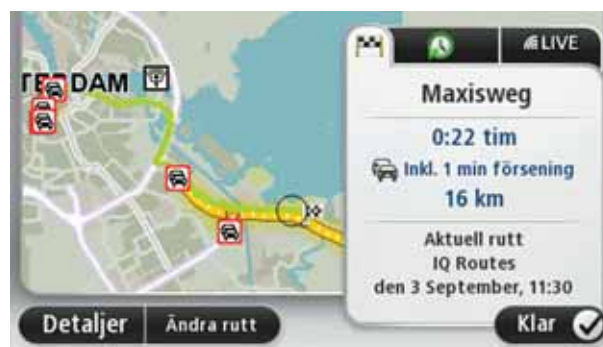 TERDAM
LIVE
Maxisweg
0:22 tim
Inkl. 1 min försening
16 km
Aktuell rutt
IQ Routes
den 3 September, 11:30
Detaljer
Ändra rutt
Klar